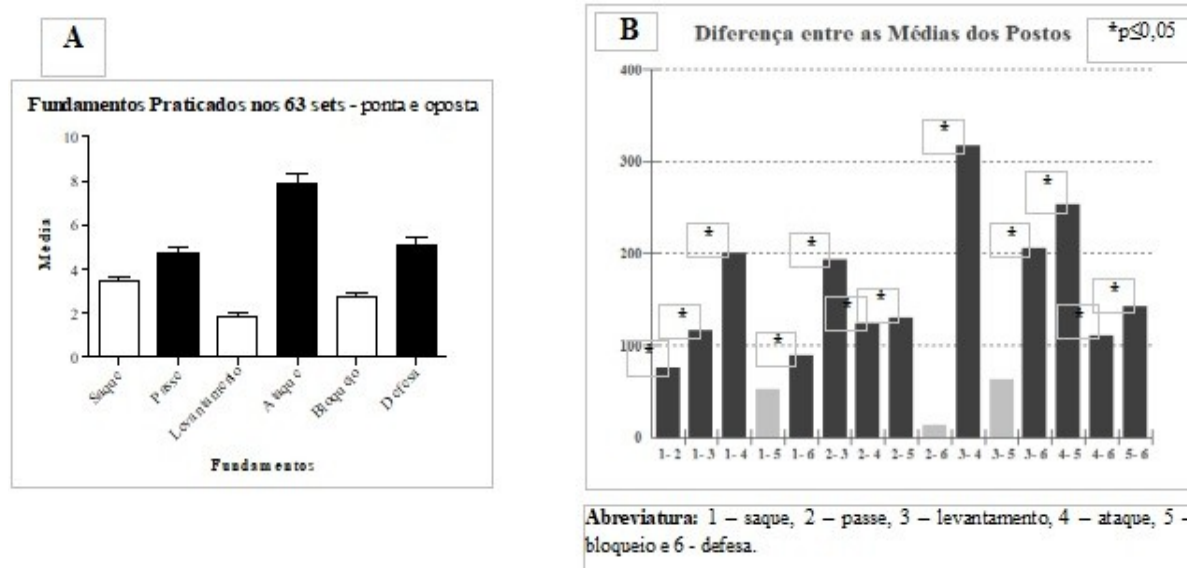 A
Fundamentos Praticados nos 63 sets - ponta e oposta
10
8
6
4
2
0
Média
Saque
Passe
Levantamento
Ataque
Bloqueio
Defesa
Fundamentos
B
Diferença entre as Médias dos Postos
*p≤0,05
400
300
200
100
0
* * * * * * * * * * * * *
1- 2 1- 3 1- 4 1- 5 1- 6 2- 3 2- 4 2- 5 2- 6 3- 4 3- 5 3- 6 4- 5 4- 6 5- 6
Abreviatura: 1 – saque, 2 – passe, 3 – levantamento, 4 – ataque, 5 –
bloqueio e 6 - defesa.